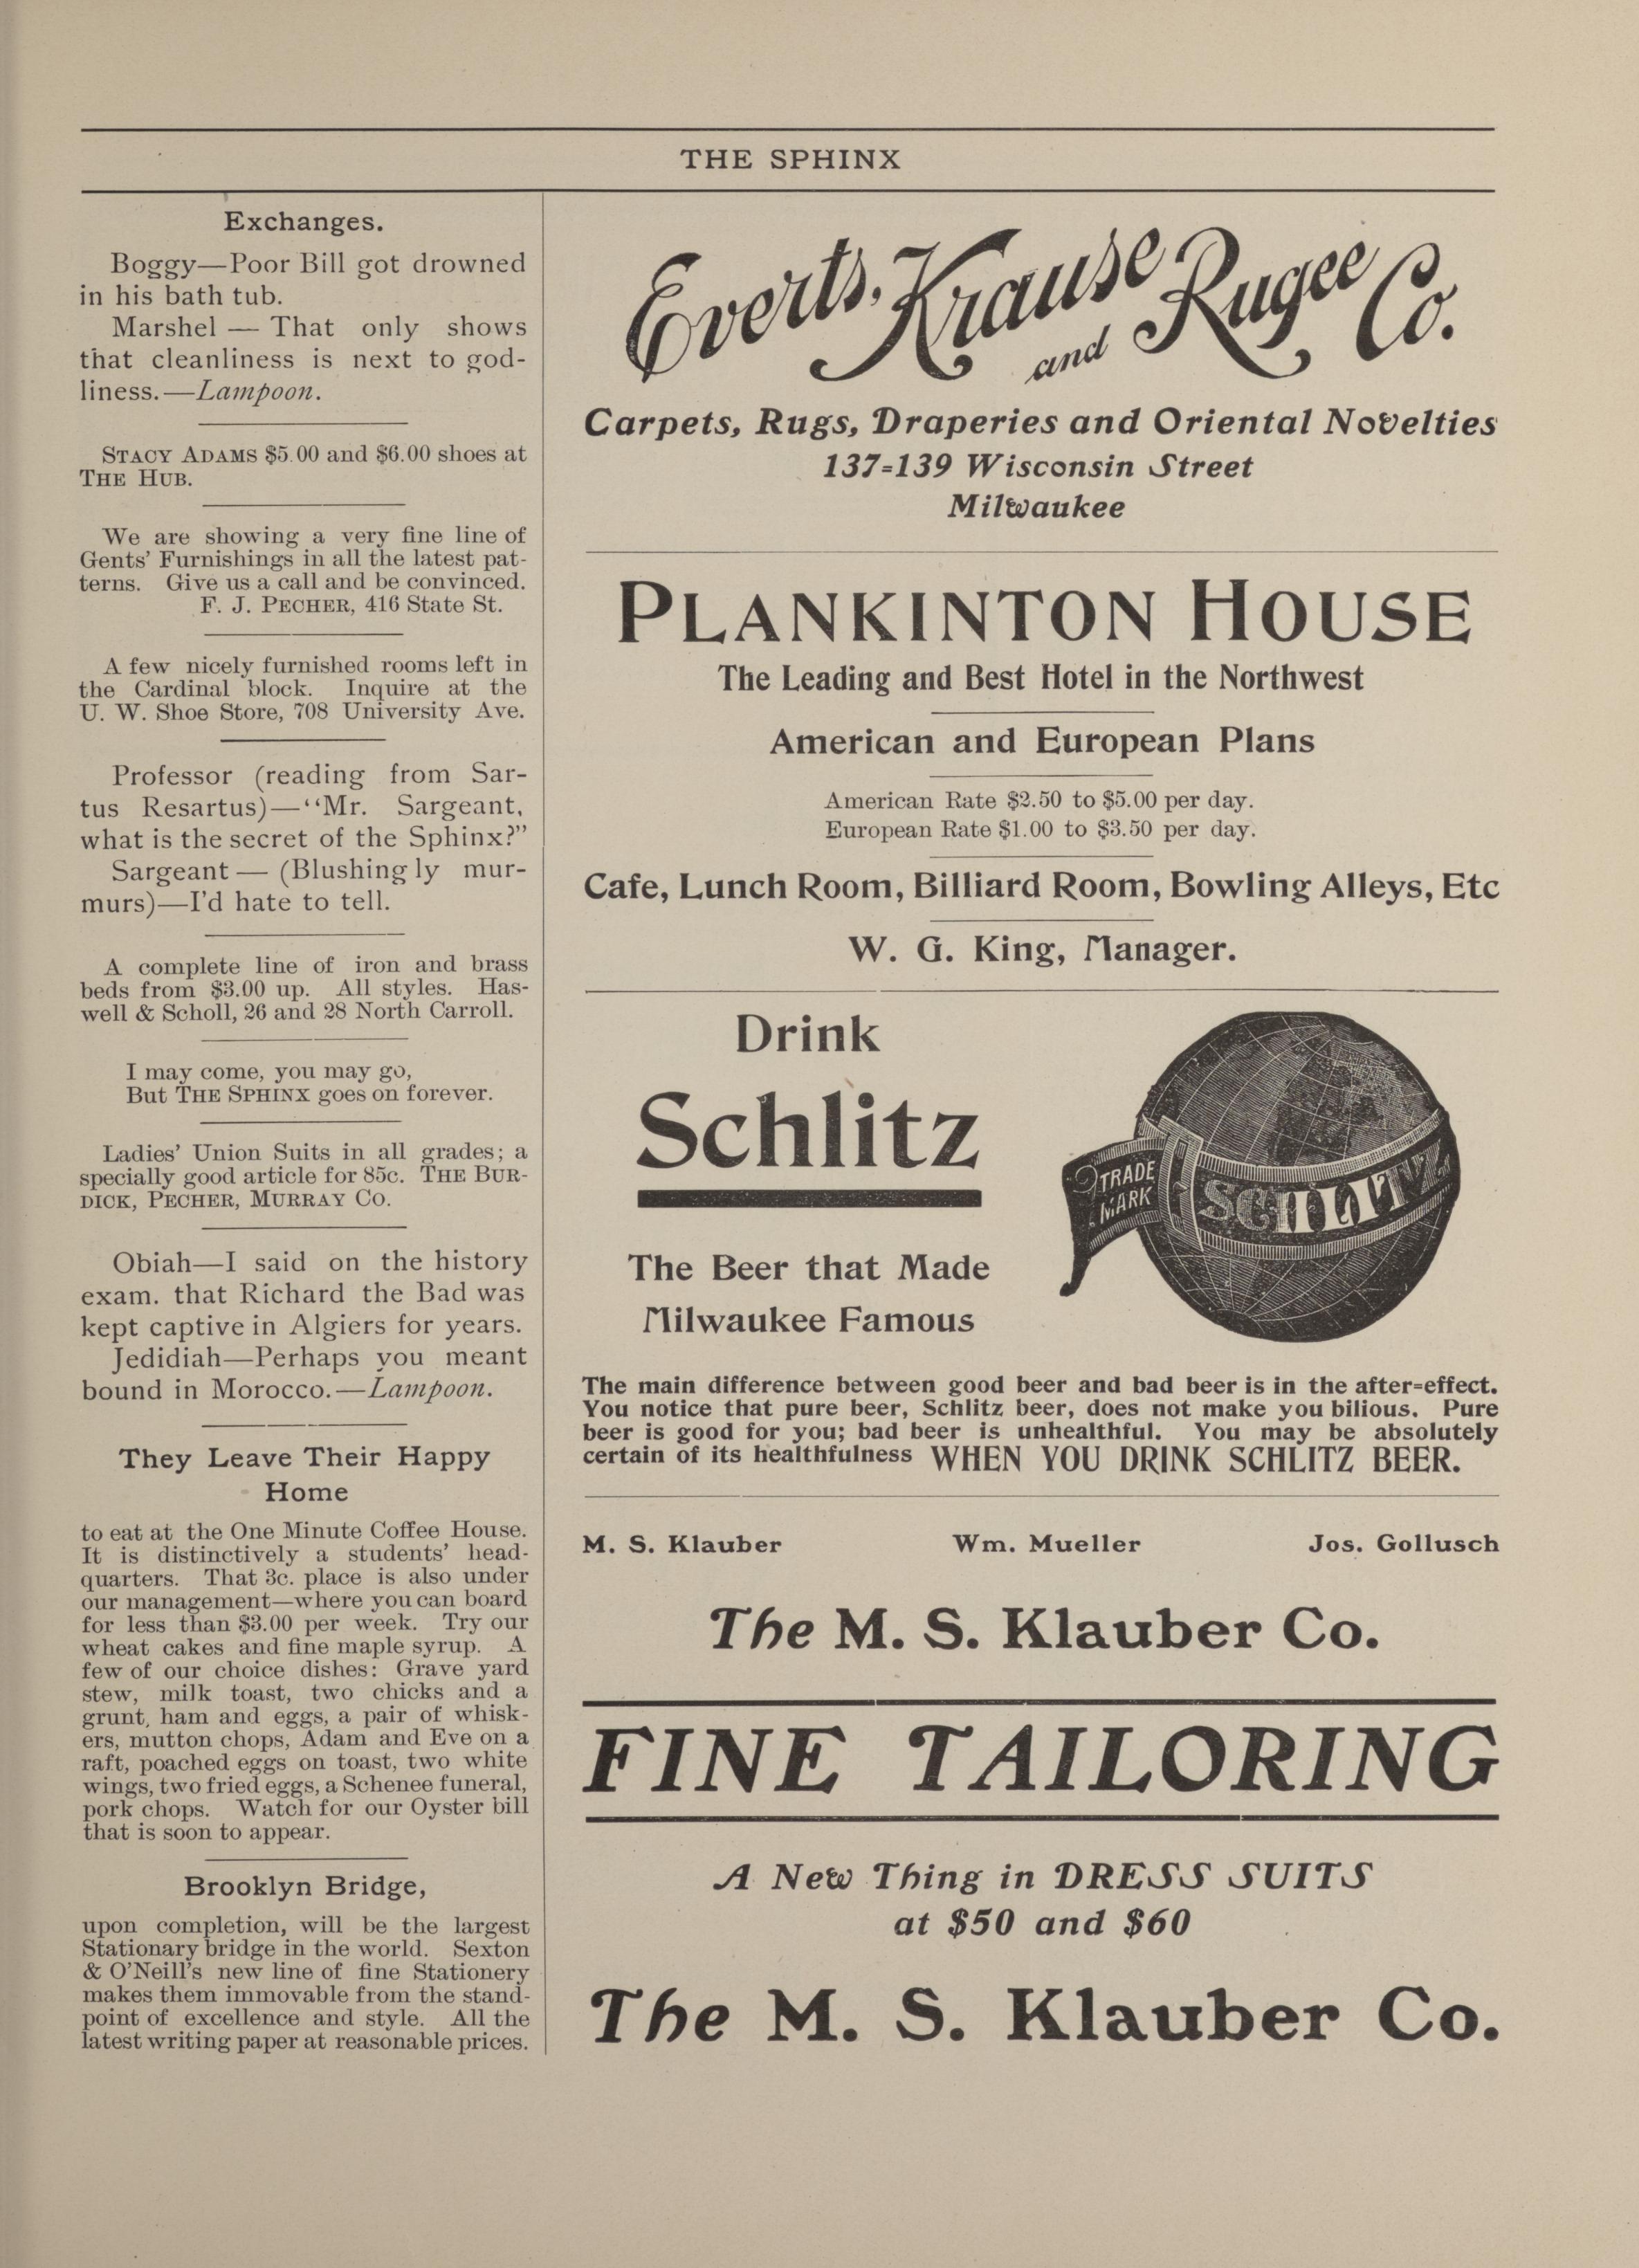 THE SPHINX
Exchanges.
Boggy—Poor Bill got drowned
in his bath tub.
Marshel — That only shows
that cleanliness is next to god-
liness.—Lampoon.
STACY ADAMS $5.00 and $6.00 shoes at
THE HUB.
We are showing a very fine line of
Gents' Furnishings in all the latest pat-
terns. Give us a call and be convinced.
F. J. PECHER, 416 State St.
A few nicely furnished rooms left in
the Cardinal block. Inquire at the
U. W. Shoe Store, 708 University Ave.
Professor (reading from Sar-
tus Resartus)—"Mr. Sargeant,
what is the secret of the Sphinx?"
Sargeant — (Blushing ly mur-
murs)—I'd hate to tell.
A complete line of iron and brass
beds from $3.00 up. All styles. Has-
well & Scholl, 26 and 28 North Carroll.
I may come, you may go,
But THE SPHINX goes on forever.
Ladies' Union Suits in all grades; a
specially good article for 85c. THE BUR-
DICK, PECHER, MURRAY CO.
Obiah—I said on the history
exam. that Richard the Bad was
kept captive in Algiers for years.
Jedidiah—Perhaps you meant
bound in Morocco.—Lampoon.
They Leave Their Happy
Home
to eat at the One Minute Coffee House.
It is distinctively a students' head-
quarters. That 3c. place is also under
our management—where you can board
for less than $3.00 per week. Try our
wheat cakes and fine maple syrup. A
few of our choice dishes: Grave yard
stew, milk toast, two chicks and a
grunt, ham and eggs, a pair of whisk-
ers, mutton chops, Adam and Eve on a
raft, poached eggs on toast, two white
wings, two fried eggs, a Schenee funeral,
pork chops. Watch for our Oyster bill
that is soon to appear.
Brooklyn Bridge,
upon completion, will be the largest
Stationary bridge in the world. Sexton
& O'Neill's new line of fine Stationery
makes them immovable from the stand-
point of excellence and style. All the
latest writing paper at reasonable prices.
Everts, Krause and Rugee Co.
Carpets, Rugs, Draperies and Oriental Novelties
137=139 Wisconsin Street
Milwaukee
PLANKINTON HOUSE
The Leading and Best Hotel in the Northwest
American and European Plans
American Rate $2.50 to $5.00 per day.
European Rate $1.00 to $3.50 per day.
Cafe, Lunch Room, Billiard Room, Bowling Alleys, Etc
W. G. King, Manager.
Drink
Schlitz
The Beer that Made
Milwaukee Famous
TRADE
MARK
SCHLITZ
The main difference between good beer and bad beer is in the after=effect.
You notice that pure beer, Schlitz beer, does not make you bilious. Pure
beer is good for you; bad beer is unhealthful. You may be absolutely
certain of its healthfulness WHEN YOU DRINK SCHLITZ BEER.
M. S. Klauber Wm. Mueller Jos. Gollusch
The M. S. Klauber Co.
FINE TAILORING
A New Thing in DRESS SUITS
at $50 and $60
The M. S. Klauber Co.